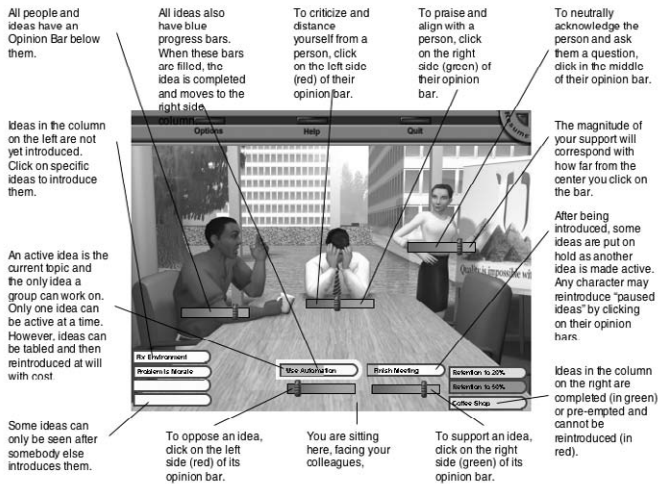 All people and
ideas have an
Opinion Bar below
them.
All ideas also
have blue
progress bars.
When these bars
are filled, the
idea is completed
and moves to the
right side
column
To criticize and
distance
yourself from a
person, click
on the left side
(red) of their
opinion bar.
To praise and
align with a
person, click
on the right
side (green) of
their opinion
bar.
To neutrally
acknowledge the
person and ask
them a question,
click in the middle
of their opinion bar.
Ideas in the column
on the left are not
yet introduced.
Click on specific
ideas to introduce
them.
An active idea is the
current topic and
the only idea a
group can work on.
Only one idea can
be active at a time.
However, ideas can
be tabled and then
reintroduced at will
with cost.
Some ideas can
only be seen after
somebody else
introduces them.
Options
Help
Quit
Resume
Quality is impossible wit
Fix Environment
Problem is Morale
Use Automation
Finish Meeting
Retention to 20%
Retention to 50%
Coffee Shop
The magnitude of
your support will
correspond with
how far from the
center you click on
the bar.
After being
introduced, some
ideas are put on
hold as another
idea is made active.
Any character may
reintroduce “paused
ideas” by clicking
on their opinion
bars.
Ideas in the column
on the right are
completed (in green)
or pre-empted and
cannot be
reintroduced (in
red).
To oppose an idea,
click on the left
side (red) of its
opinion bar.
You are sitting
here, facing your
colleagues,
To support an idea,
click on the right
side (green) of its
opinion bar.